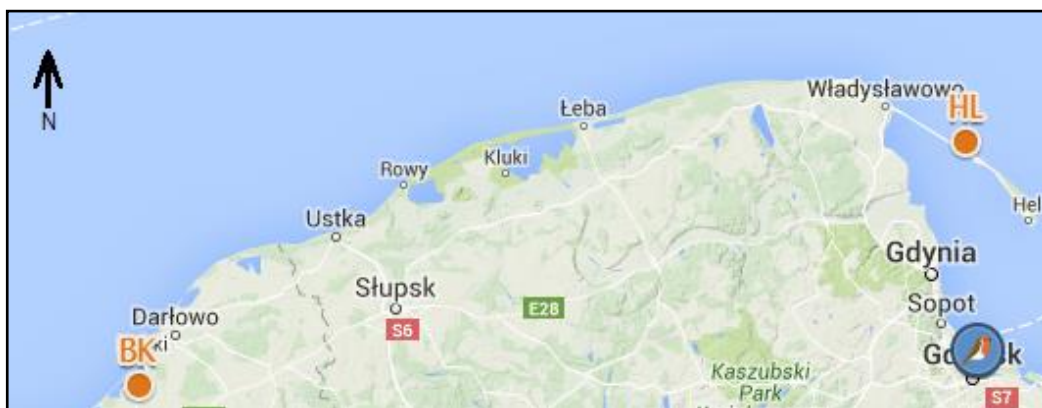 N
Władysławowo
HL
Łeba
Kluki
Rowy
Hel
Ustka
Gdynia
Słupsk
E28
Sopot
Darłowo
S6
BK
Kaszubski
Park
S7